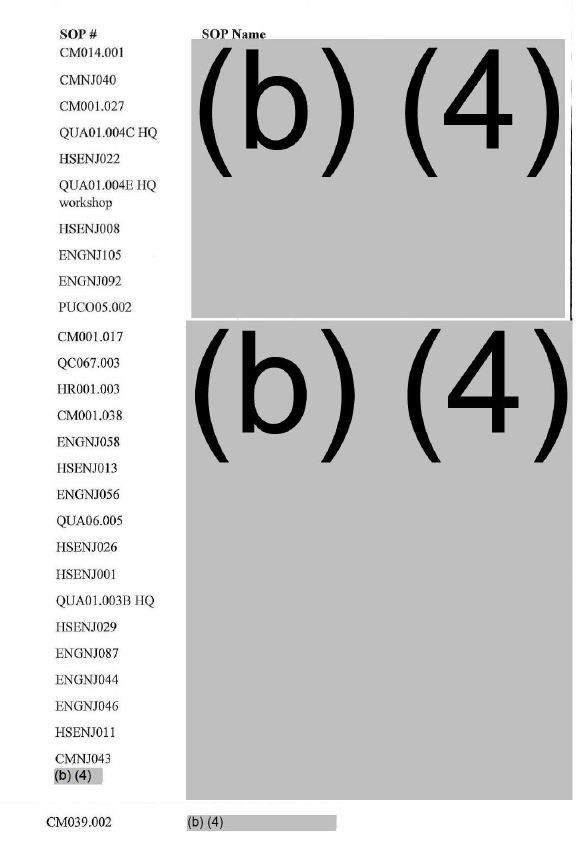 SOP # SOP Name
CM014.001 (b) (4)
CMNJ040
CM001.027
QUA01.004C HQ
HSENJ022
QUA01.004E HQ
workshop
HSENJ008
ENGNJ105
ENGNJ092
PUCO05.002
CM001.017 (b) (4)
QC067.003
HR001.003
CM001.038
ENGNJ058
HSENJ013
ENGNJ056
QUA06.005
HSENJ026
HSENJ001
QUA01.003B HQ
HSENJ029
ENGNJ087
ENGNJ044
ENGNJ046
HSENJ011
CMNJ043
(b) (4)
CM039.002 (b) (4)